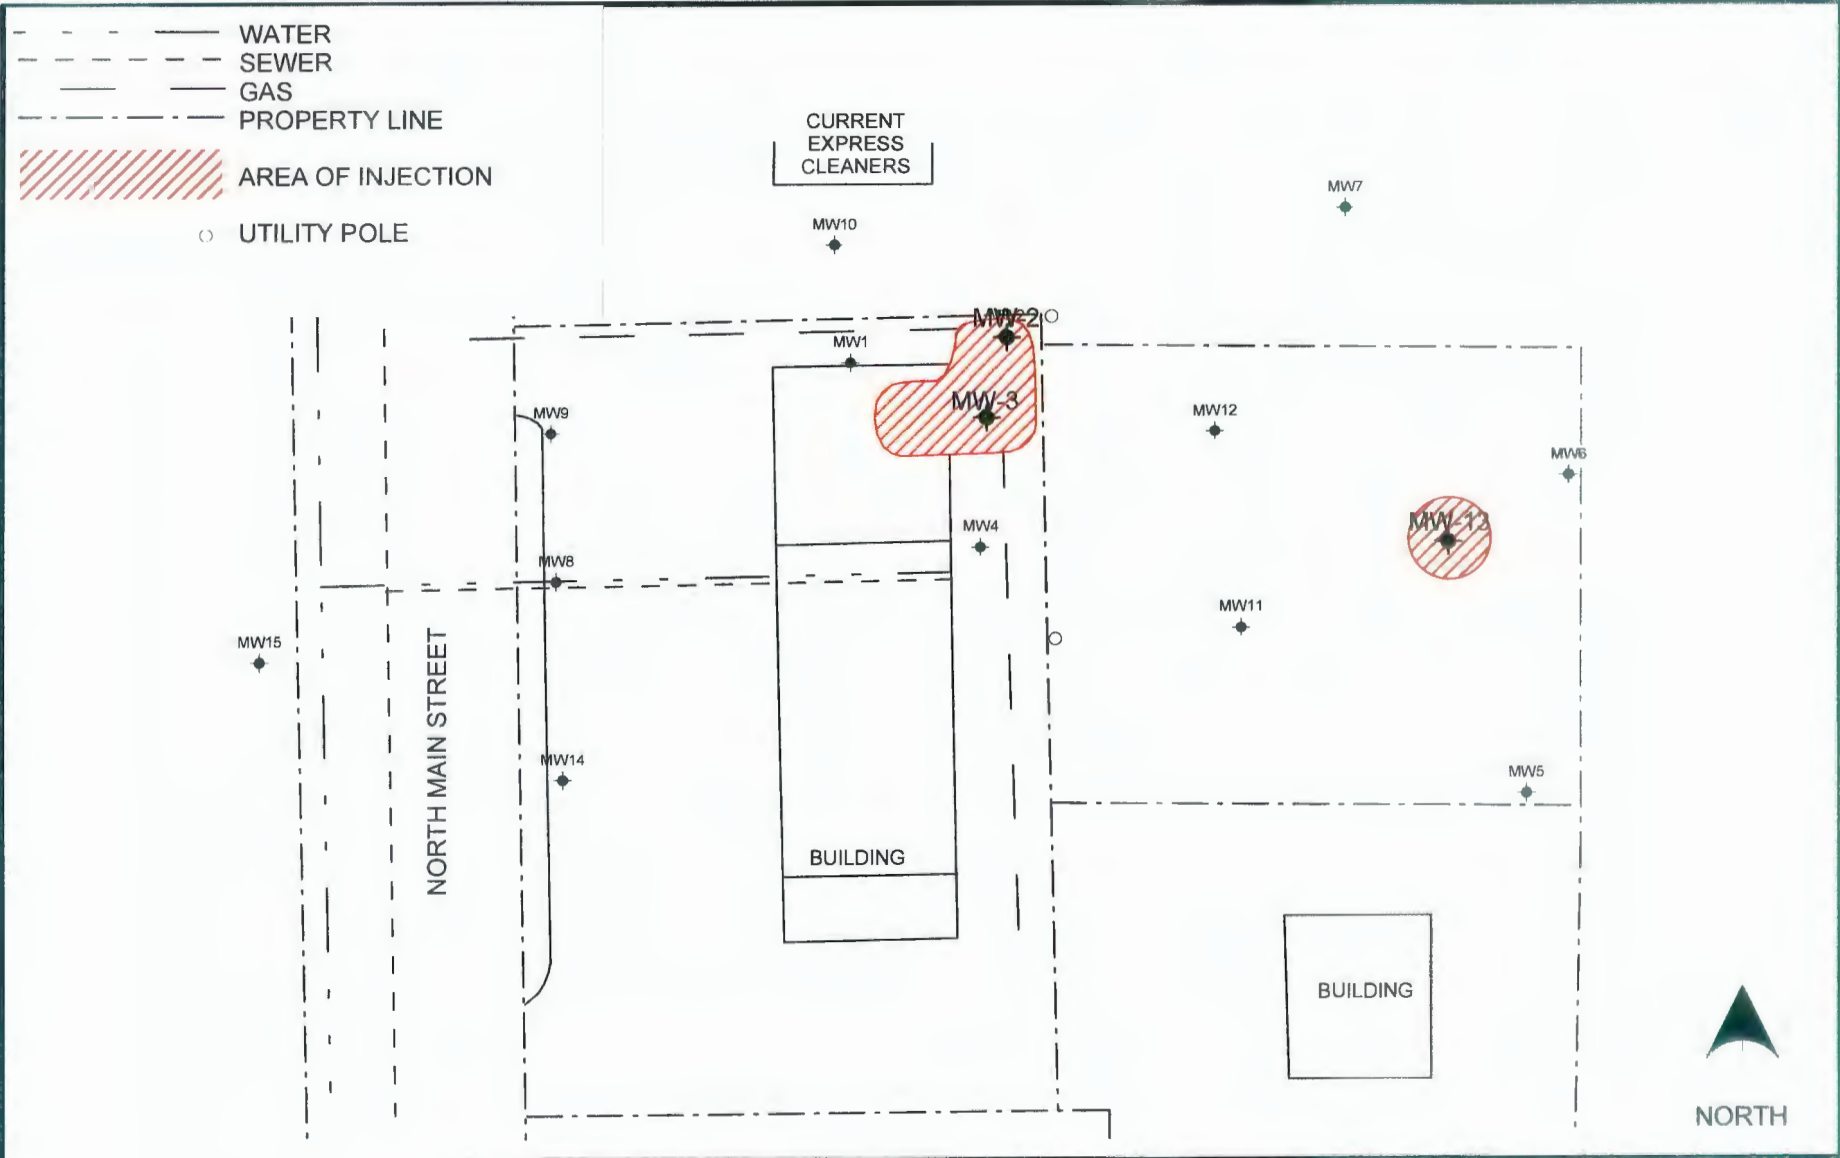 WATER
SEWER
GAS
PROPERTY LINE
AREA OF INJECTION
UTILITY POLE
CURRENT
EXPRESS
CLEANERS
MW7
MW10
MW-2
MW1
MW-3
MW9
MW12
MW6
MW-13
MW4
MW8
MW11
MW15
NORTH MAIN STREET
MW14
MW5
BUILDING
BUILDING
NORTH